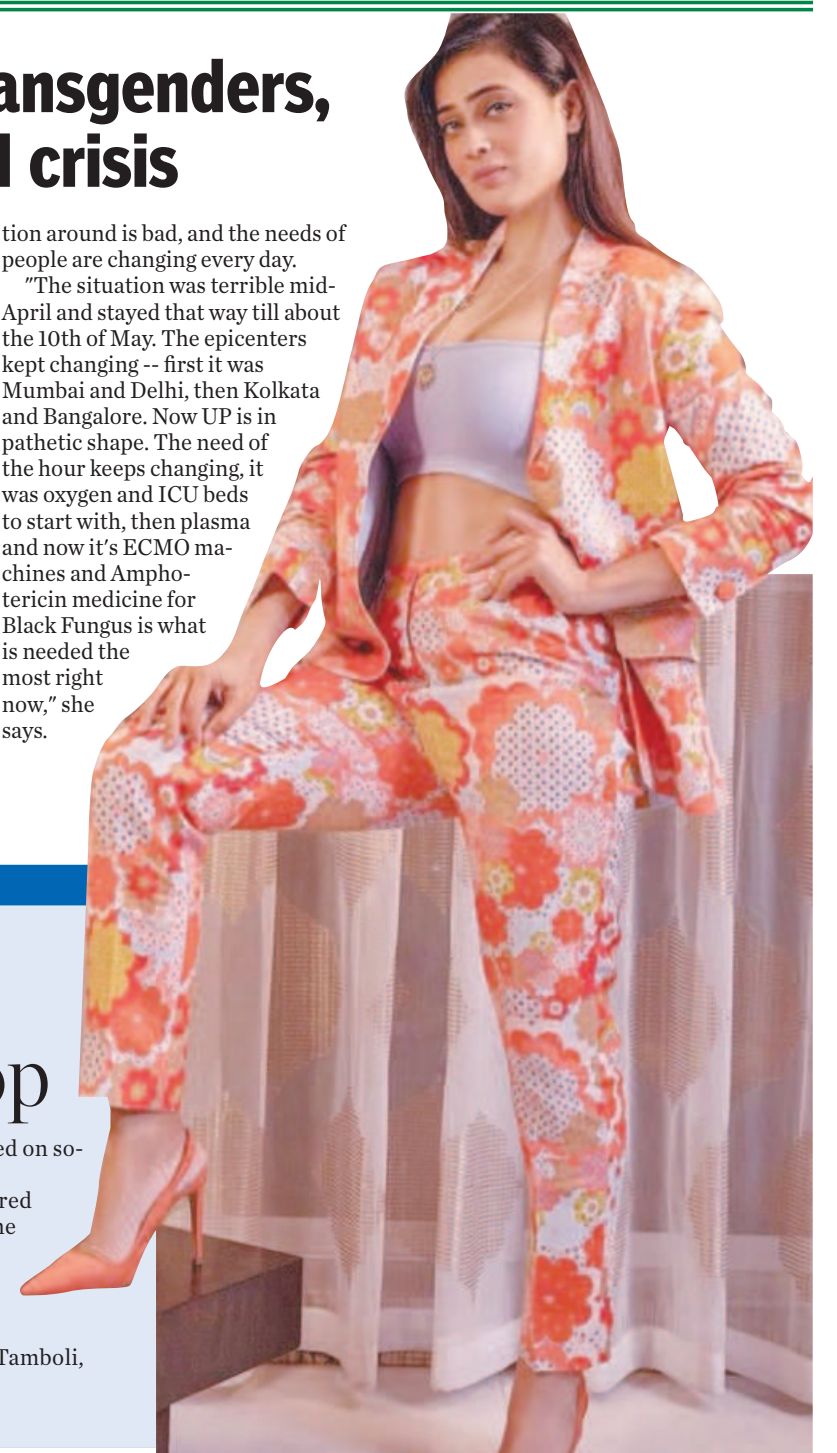 ansgenders,
crisis
tion around is bad, and the needs of
people are changing every day.
"The situation was terrible mid-
April and stayed that way till about
the 10th of May. The epicenters
kept changing -- first it was
Mumbai and Delhi, then Kolkata
and Bangalore. Now UP is in
pathetic shape. The need of
the hour keeps changing, it
was oxygen and ICU beds
to start with, then plasma
and now it's ECMO ma-
chines and Ampho-
tericin medicine for
Black Fungus is what
is needed the
most right
now," she
says.
op
ed on so-
red
ne
Tamboli,